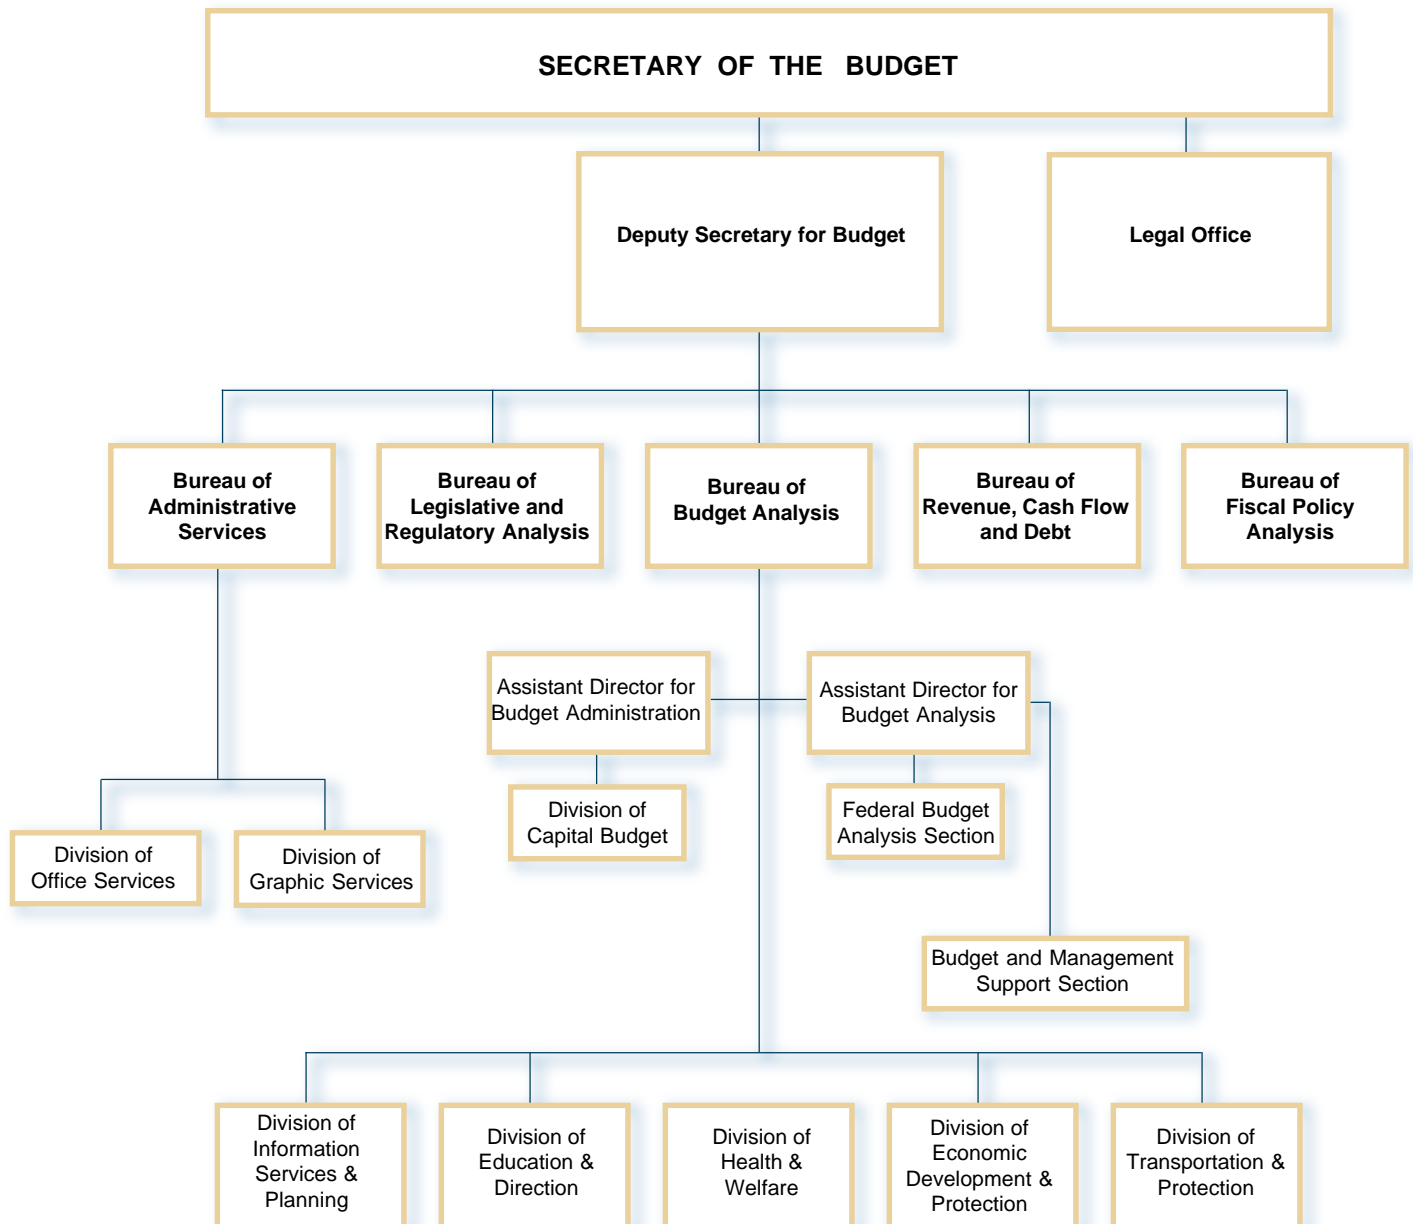 SECRETARY OF THE BUDGET
Deputy Secretary for Budget
Legal Office
Bureau of
Administrative
Services
Bureau of
Legislative and
Regulatory Analysis
Bureau of
Budget Analysis
Bureau of
Revenue, Cash Flow
and Debt
Bureau of
Fiscal Policy
Analysis
Assistant Director for
Budget Administration
Assistant Director for
Budget Analysis
Division of
Capital Budget
Federal Budget
Analysis Section
Division of
Office Services
Division of
Graphic Services
Budget and Management
Support Section
Division of
Information
Services &
Planning
Division of
Education &
Direction
Division of
Health &
Welfare
Division of
Economic
Development &
Protection
Division of
Transportation &
Protection